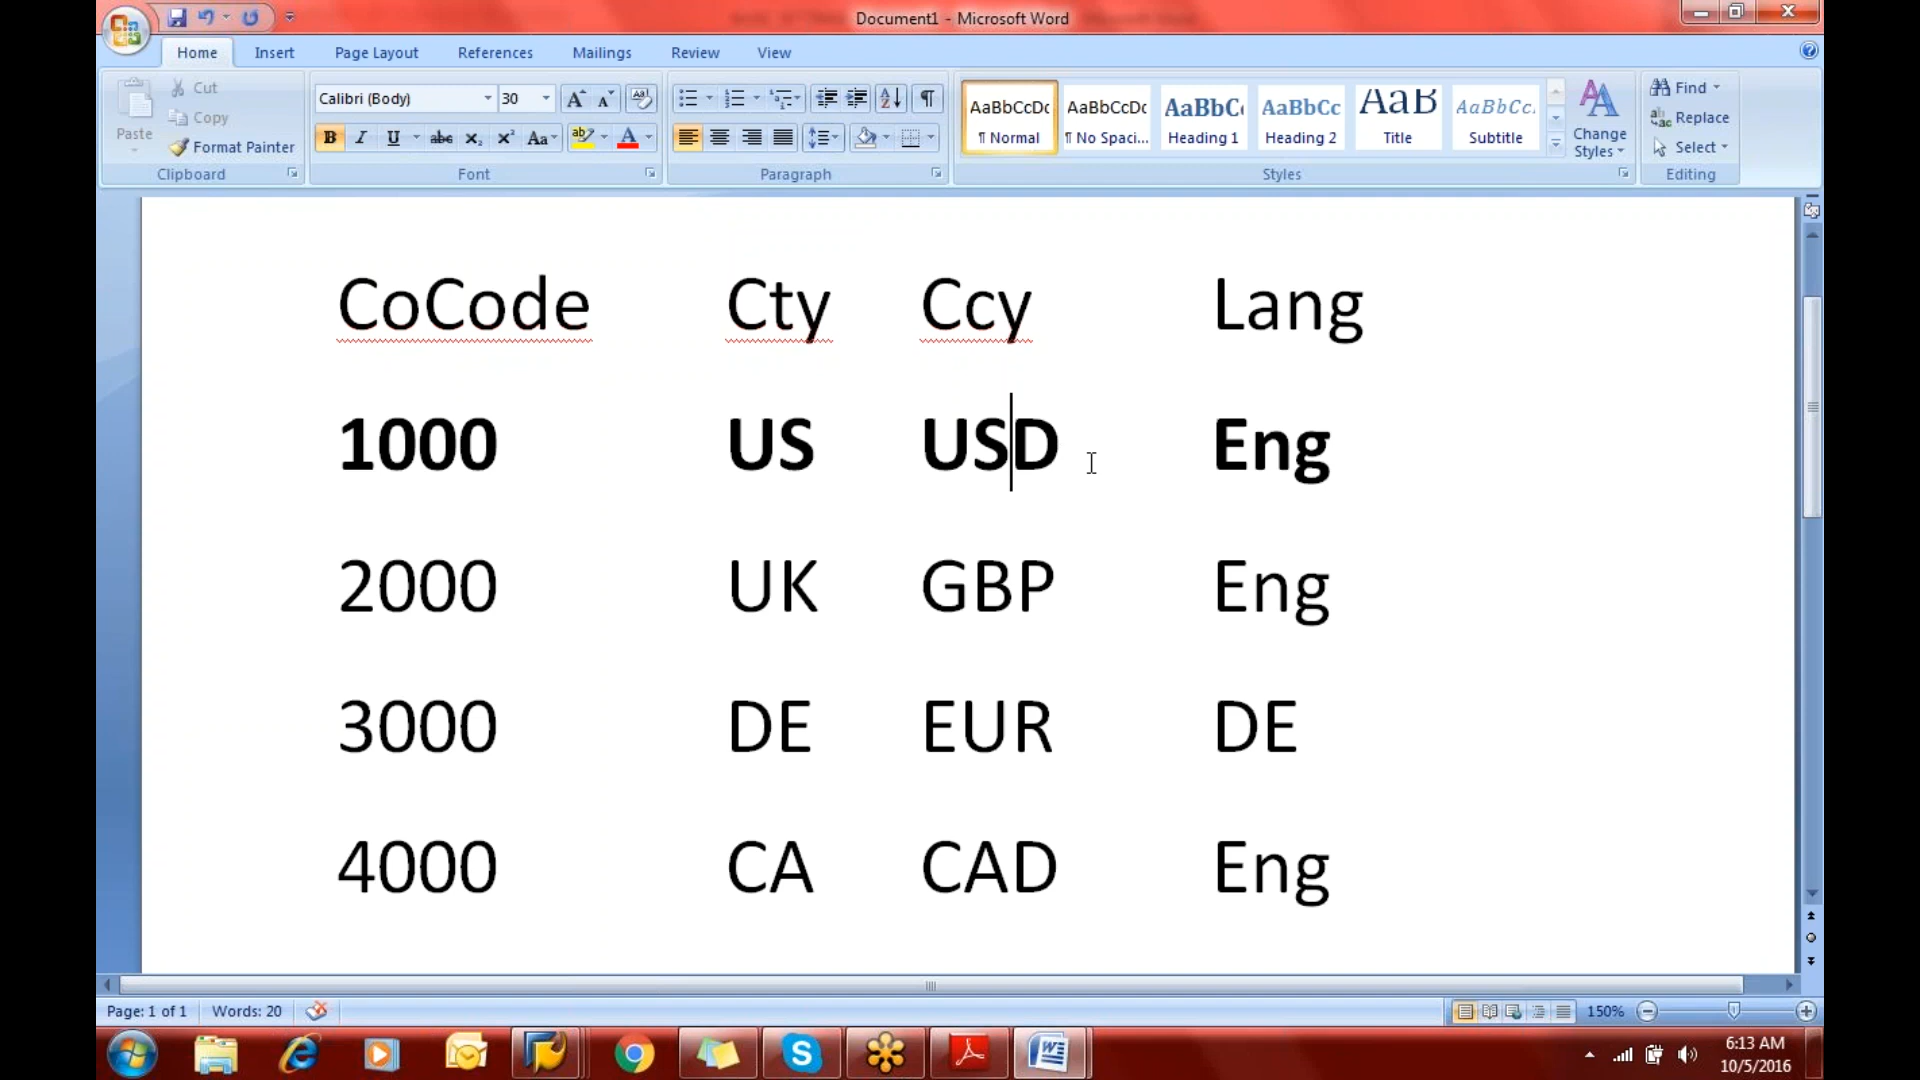 Document1 - Microsoft Word
Home Insert Page Layout References Mailings Review View
Paste
Cut
Copy
Format Painter
Clipboard
Calibri (Body) 30
Font
Paragraph
AaBbCcDc AaBbCcDc AaBbC AaBbCc AaB AaBbCc.
¶ Normal ¶ No Spaci... Heading 1 Heading 2 Title Subtitle
Change Styles
Styles
Find
Replace
Select
Editing
CoCode Cty Ccy Lang
1000 US USD Eng
2000 UK GBP Eng
3000 DE EUR DE
4000 CA CAD Eng
Page: 1 of 1 Words: 20 150%
6:13 AM
10/5/2016